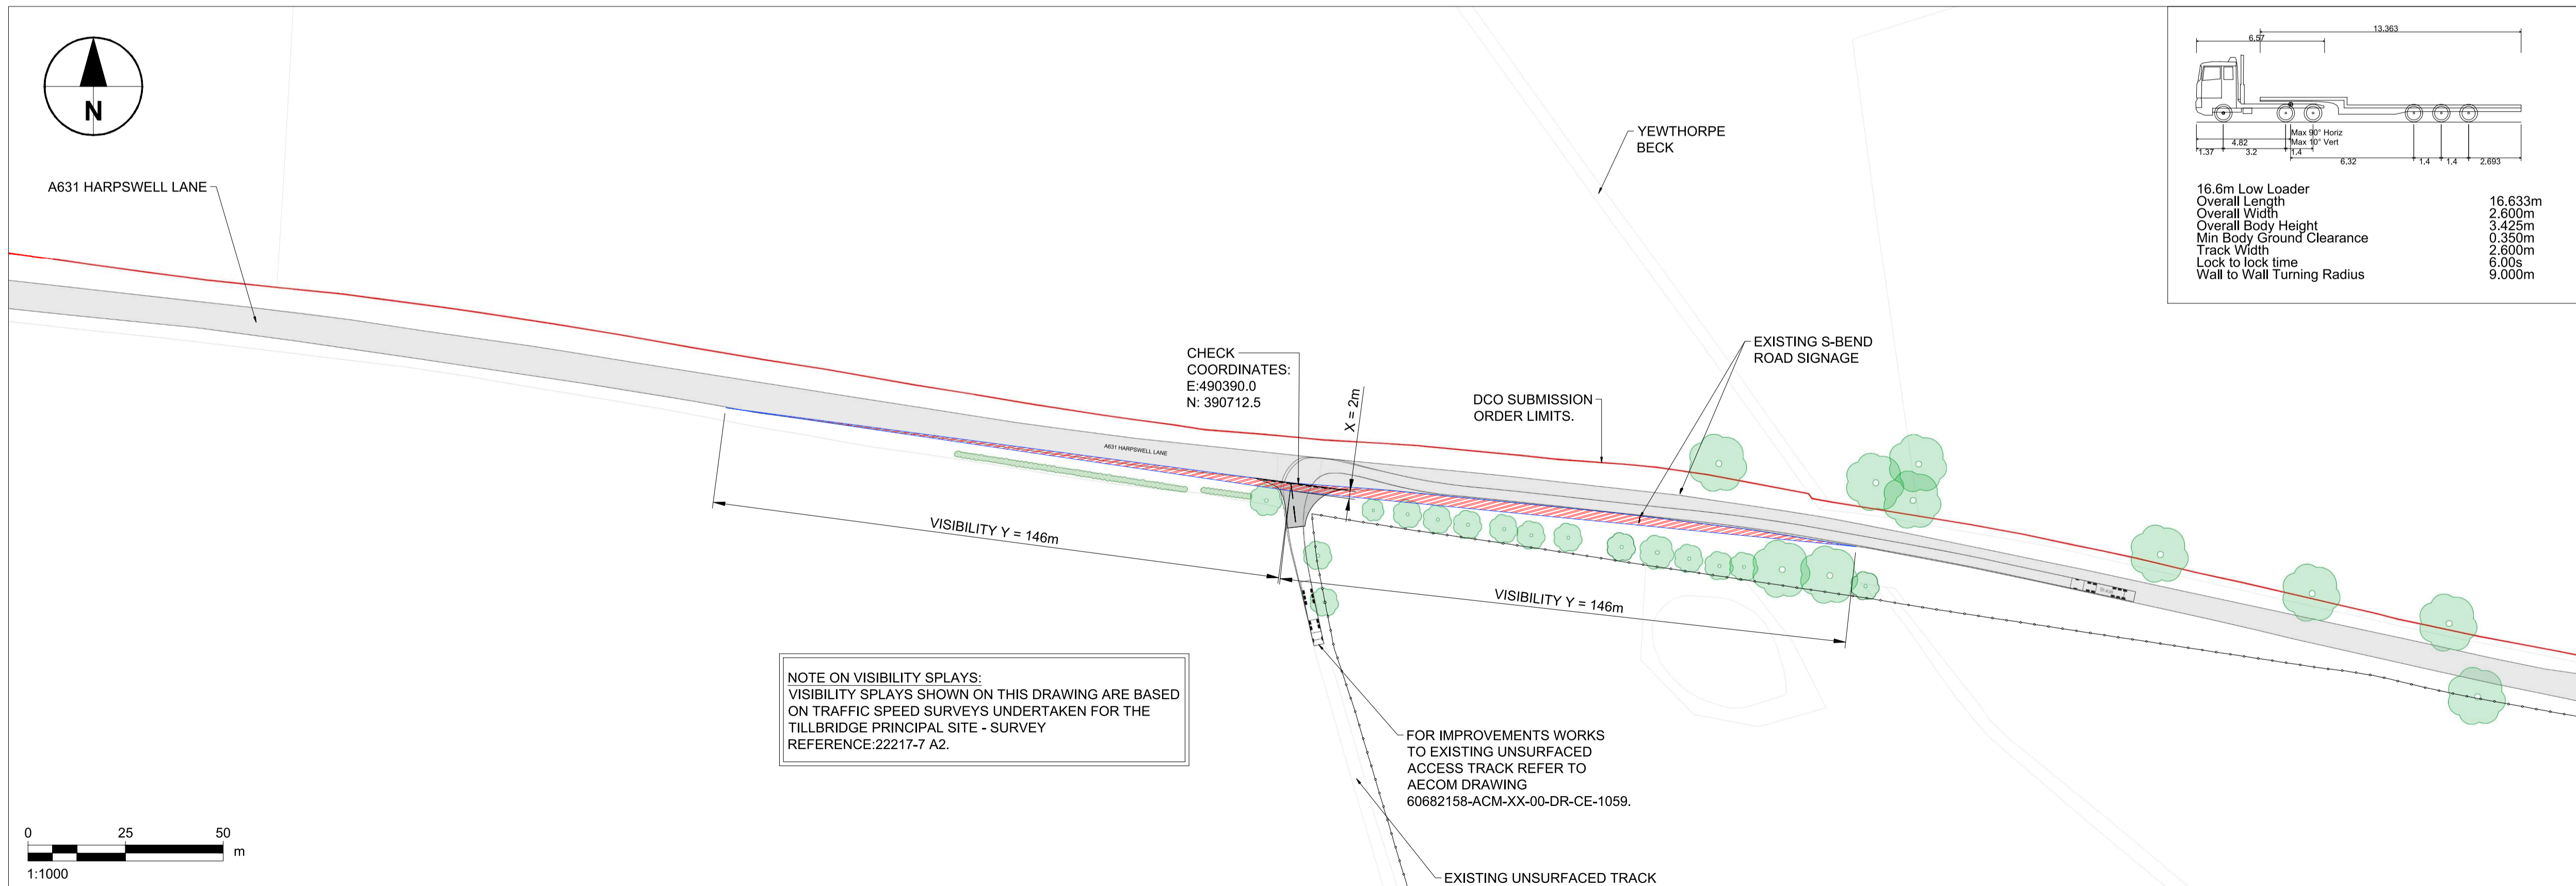 N
A631 HARPSWELL LANE
YEWTHORPE
BECK
13.363
6.57
Max 90° Horiz
Max 10° Vert
4.82
1.37
3.2
1.4
6.32
1.4
1.4
2.693
16.6m Low Loader
Overall Length 16.633m
Overall Width 2.600m
Overall Body Height 3.425m
Min Body Ground Clearance 0.350m
Track Width 2.600m
Lock to lock time 6.00s
Wall to Wall Turning Radius 9.000m
CHECK
COORDINATES:
E:490390.0
N: 390712.5
X = 2m
DCO SUBMISSION
ORDER LIMITS.
EXISTING S-BEND
ROAD SIGNAGE
A631 HARPSWELL LANE
VISIBILITY Y = 146m
VISIBILITY Y = 146m
NOTE ON VISIBILITY SPLAYS:
VISIBILITY SPLAYS SHOWN ON THIS DRAWING ARE BASED
ON TRAFFIC SPEED SURVEYS UNDERTAKEN FOR THE
TILLBRIDGE PRINCIPAL SITE - SURVEY
REFERENCE:22217-7 A2.
FOR IMPROVEMENTS WORKS
TO EXISTING UNSURFACED
ACCESS TRACK REFER TO
AECOM DRAWING
60682158-ACM-XX-00-DR-CE-1059.
EXISTING UNSURFACED TRACK
0 25 50
m
1:1000